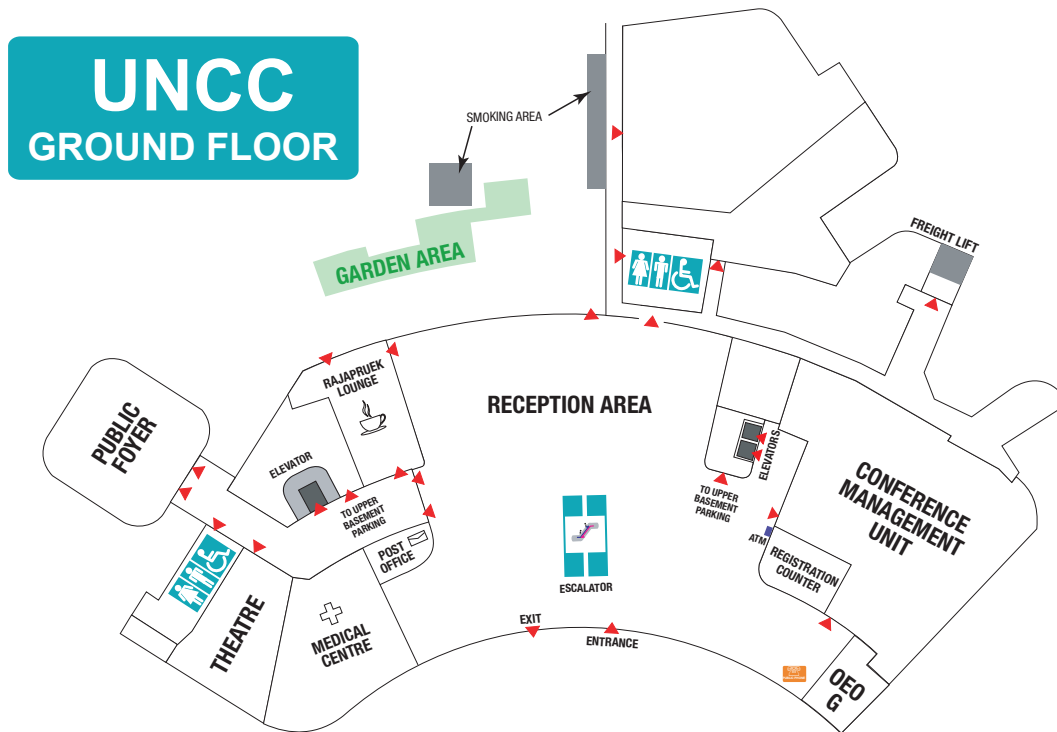 UNCC
GROUND FLOOR
SMOKING AREA
GARDEN AREA
FREIGHT LIFT
RAJAPRUEK
LOUNGE
RECEPTION AREA
PUBLIC
FOYER
ELEVATOR
ELEVATORS
TO UPPER
BASEMENT
PARKING
TO UPPER
BASEMENT
PARKING
CONFERENCE
MANAGEMENT
UNIT
ATM
POST
OFFICE
REGISTRATION
COUNTER
ESCALATOR
THEATRE
MEDICAL
CENTRE
EXIT
ENTRANCE
OEO
G